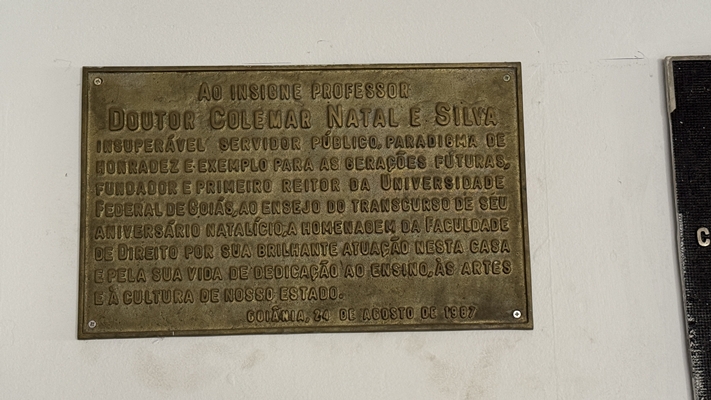 AO INSIGNE PROFESSOR
DOUTOR COLEMAR NATAL E SILVA
INSUPERÁVEL SERVIDOR PÚBLICO, PARADIGMA DE
HONRADEZ E EXEMPLO PARA AS GERAÇÕES FUTURAS,
FUNDADOR E PRIMEIRO REITOR DA UNIVERSIDADE
FEDERAL DE GOIÁS, AO ENSEJO DO TRANSCURSO DE SEU
ANIVERSÁRIO NATALÍCIO, A HOMENAGEM DA FACULDADE
DE DIREITO POR SUA BRILHANTE ATUAÇÃO NESTA CASA
E PELA SUA VIDA DE DEDICAÇÃO AO ENSINO, ÀS ARTES
E À CULTURA DE NOSSO ESTADO.
GOIÂNIA, 24 DE AGOSTO DE 1987
C